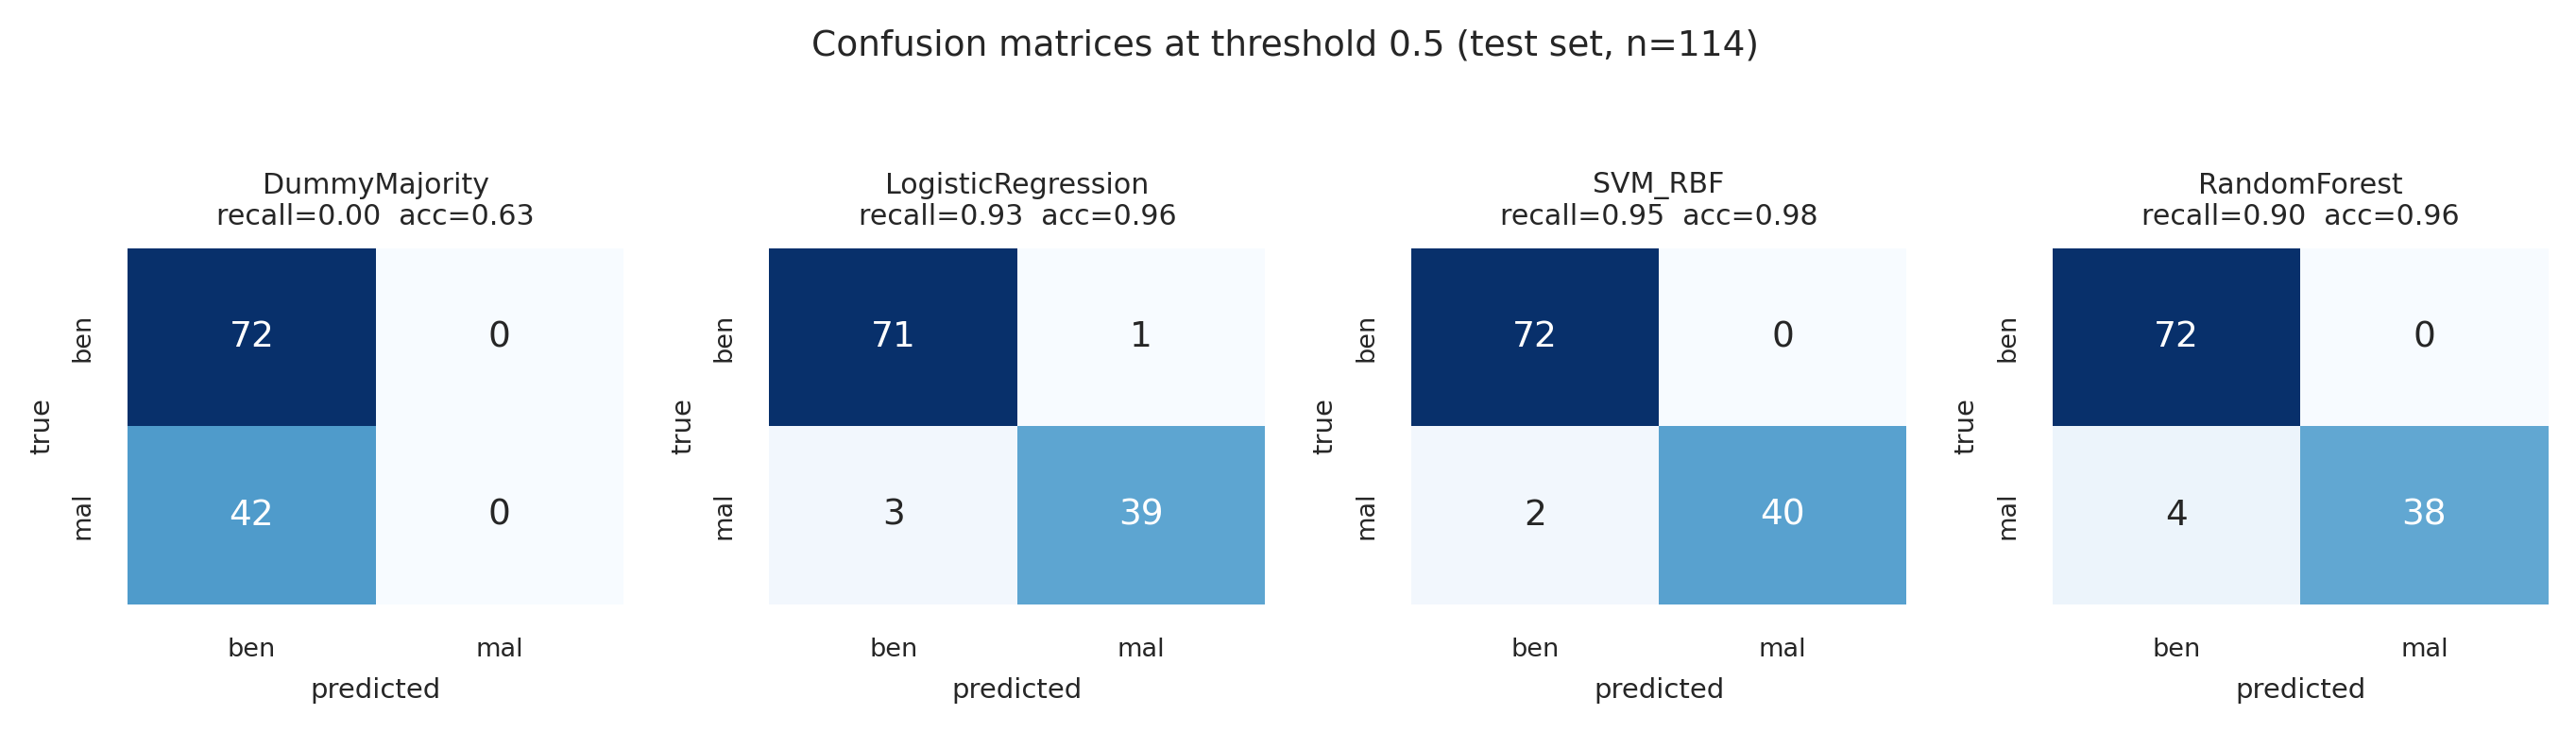 Confusion matrices at threshold 0.5 (test set, n=114)
DummyMajority
recall=0.00  acc=0.63
true
ben
72
0
mal
42
0
ben
mal
predicted
LogisticRegression
recall=0.93  acc=0.96
true
ben
71
1
mal
3
39
ben
mal
predicted
SVM_RBF
recall=0.95  acc=0.98
true
ben
72
0
mal
2
40
ben
mal
predicted
RandomForest
recall=0.90  acc=0.96
true
ben
72
0
mal
4
38
ben
mal
predicted